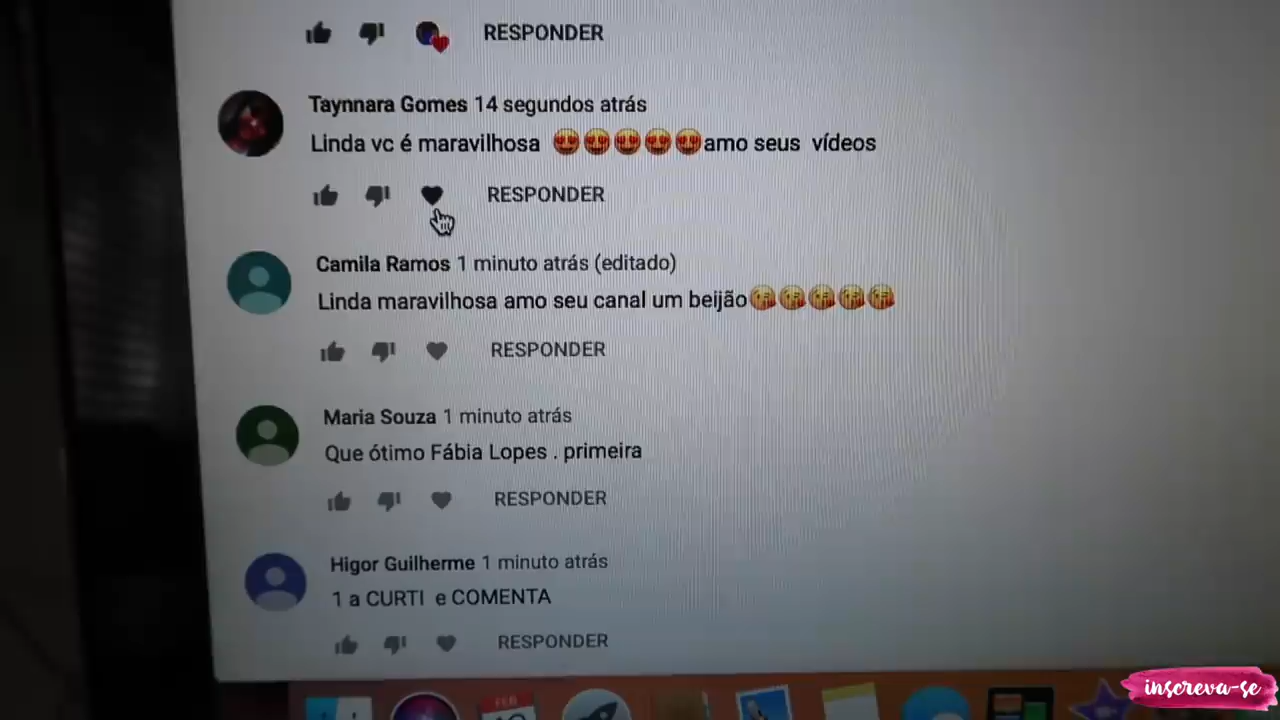 RESPONDER
Taynnara Gomes 14 segundos atrás
Linda vc é maravilhosa 😍😍😍😍😍amo seus vídeos
RESPONDER
Camila Ramos 1 minuto atrás (editado)
Linda maravilhosa amo seu canal um beijão😘😘😘😘😘
RESPONDER
Maria Souza 1 minuto atrás
Que ótimo Fábia Lopes . primeira
RESPONDER
Higor Guilherme 1 minuto atrás
1 a CURTI e COMENTA
RESPONDER
FEB
inscreva-se